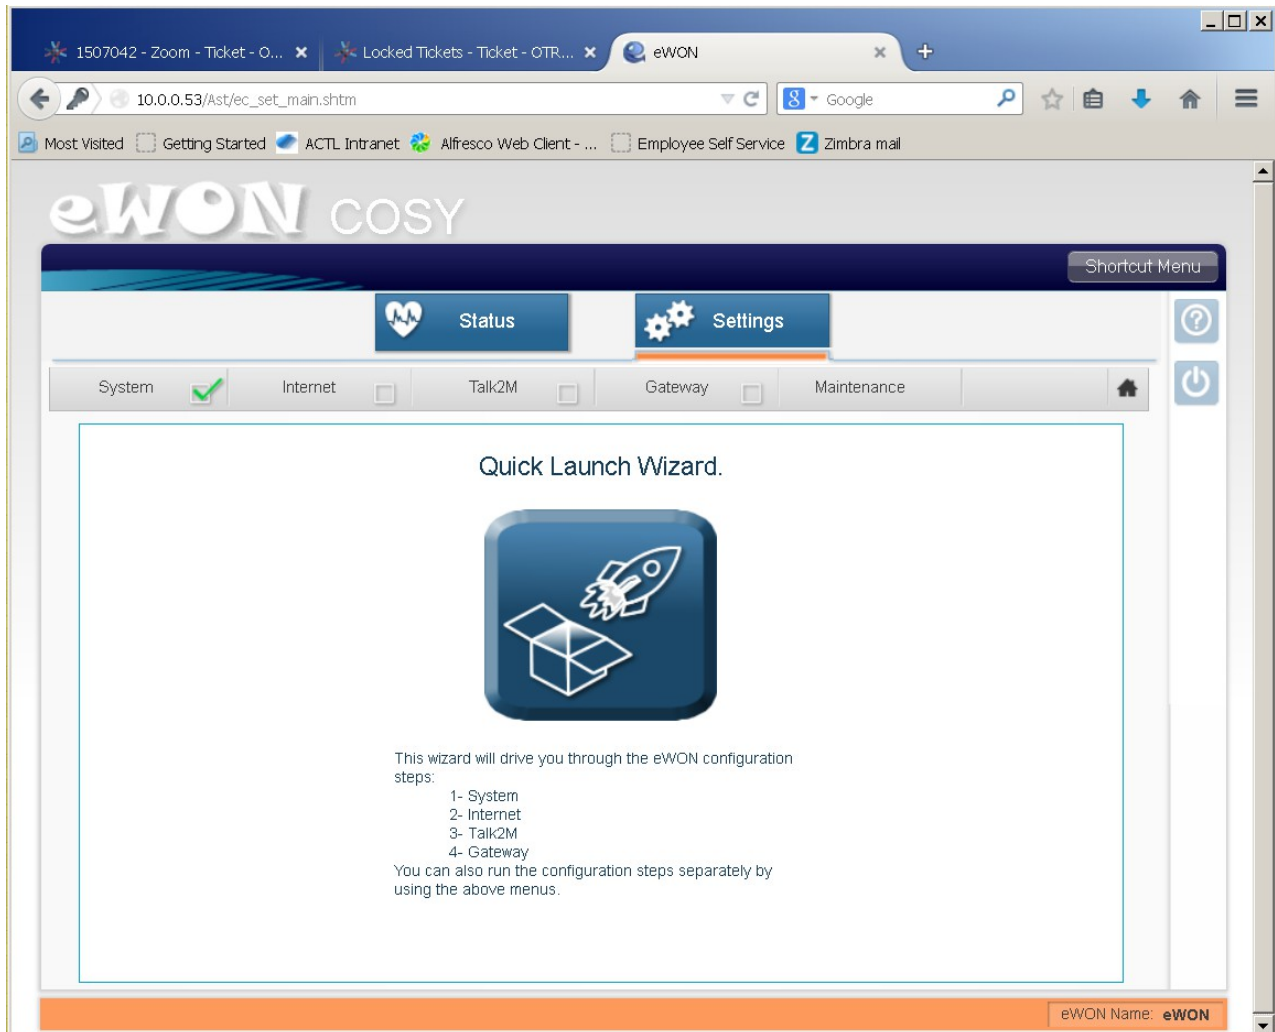 1507042 - Zoom - Ticket - O... Locked Tickets - Ticket - OTR... eWON
10.0.0.53/Ast/ec_set_main.shtm Google
Most Visited Getting Started ACTL Intranet Alfresco Web Client - ... Employee Self Service Zimbra mail
eWON COSY
Shortcut Menu
Status Settings
System Internet Talk2M Gateway Maintenance
Quick Launch Wizard.
This wizard will drive you through the eWON configuration
steps:
1- System
2- Internet
3- Talk2M
4- Gateway
You can also run the configuration steps separately by
using the above menus.
eWON Name: eWON